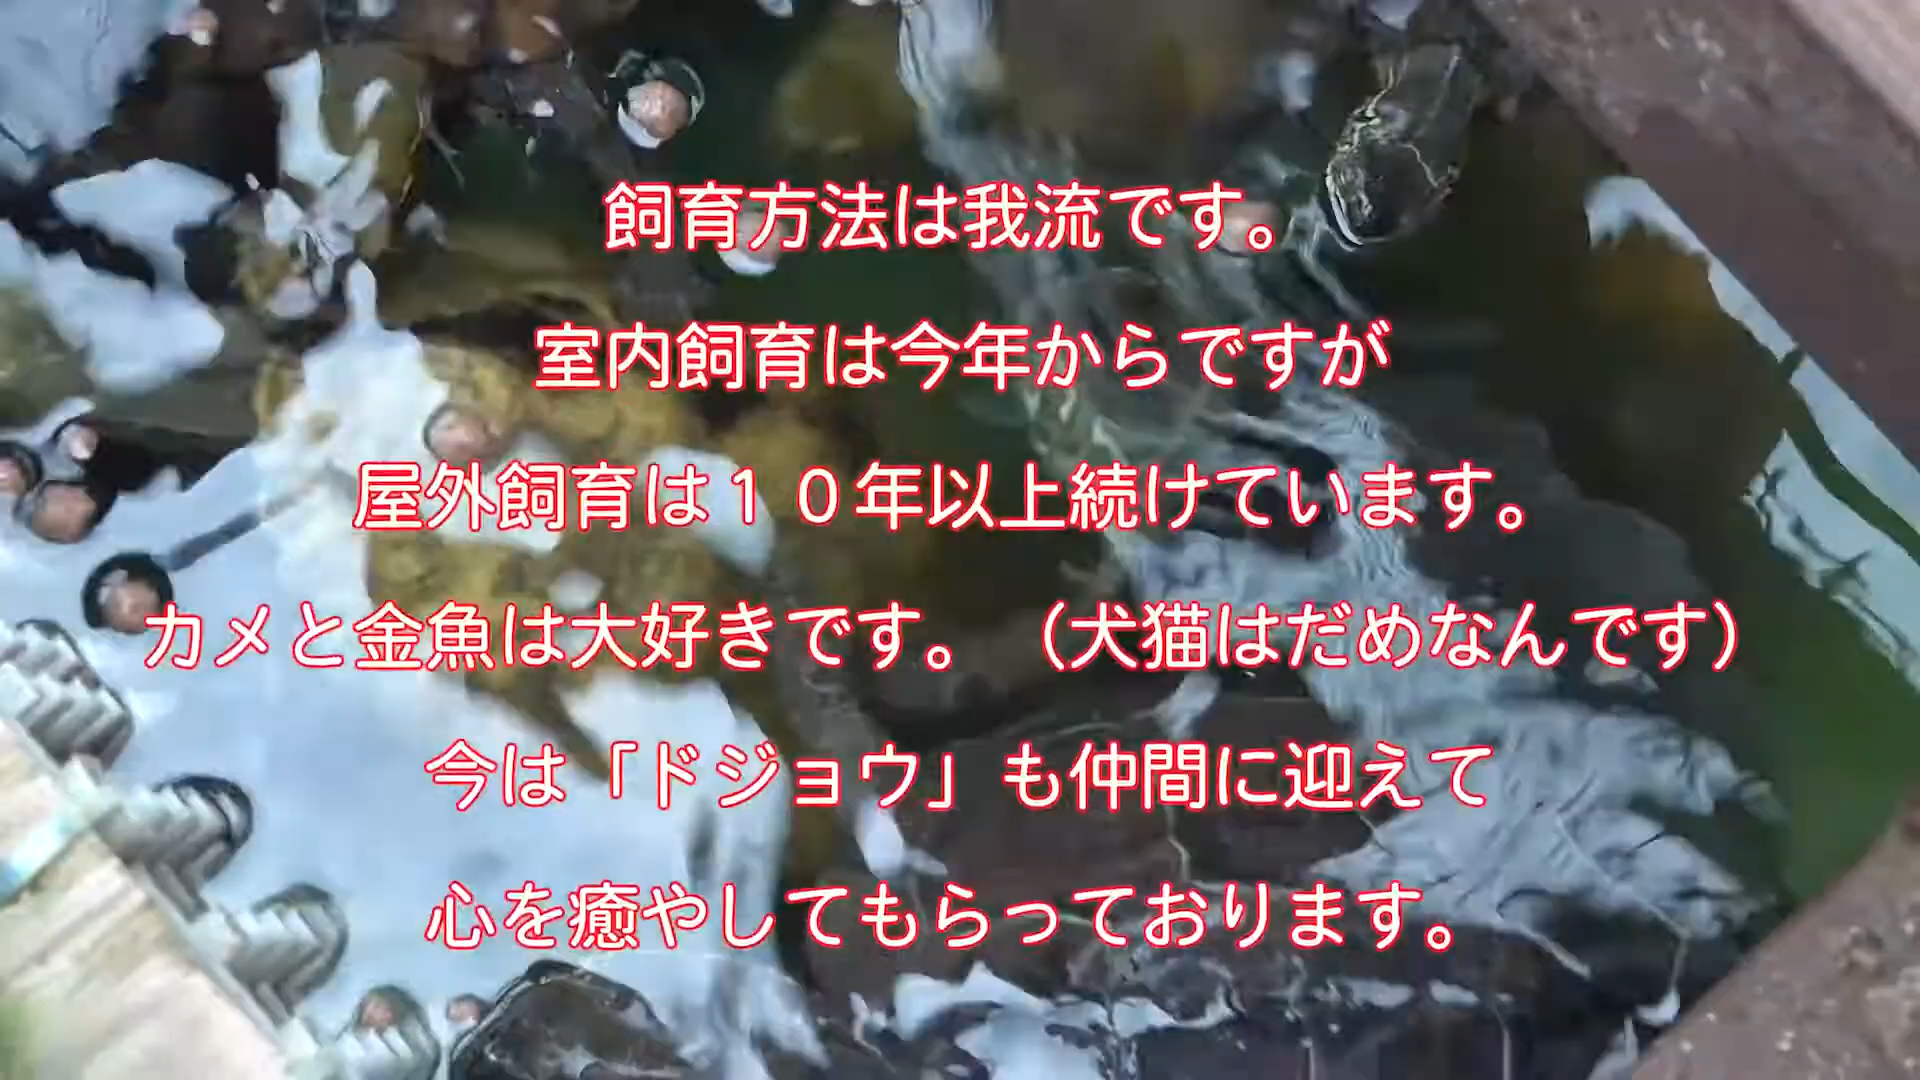 飼育方法は我流です。
室内飼育は今年からですが
屋外飼育は１０年以上続けています。
カメと金魚は大好きです。（犬猫はだめなんです）
今は「ドジョウ」も仲間に迎えて
心を癒やしてもらっております。